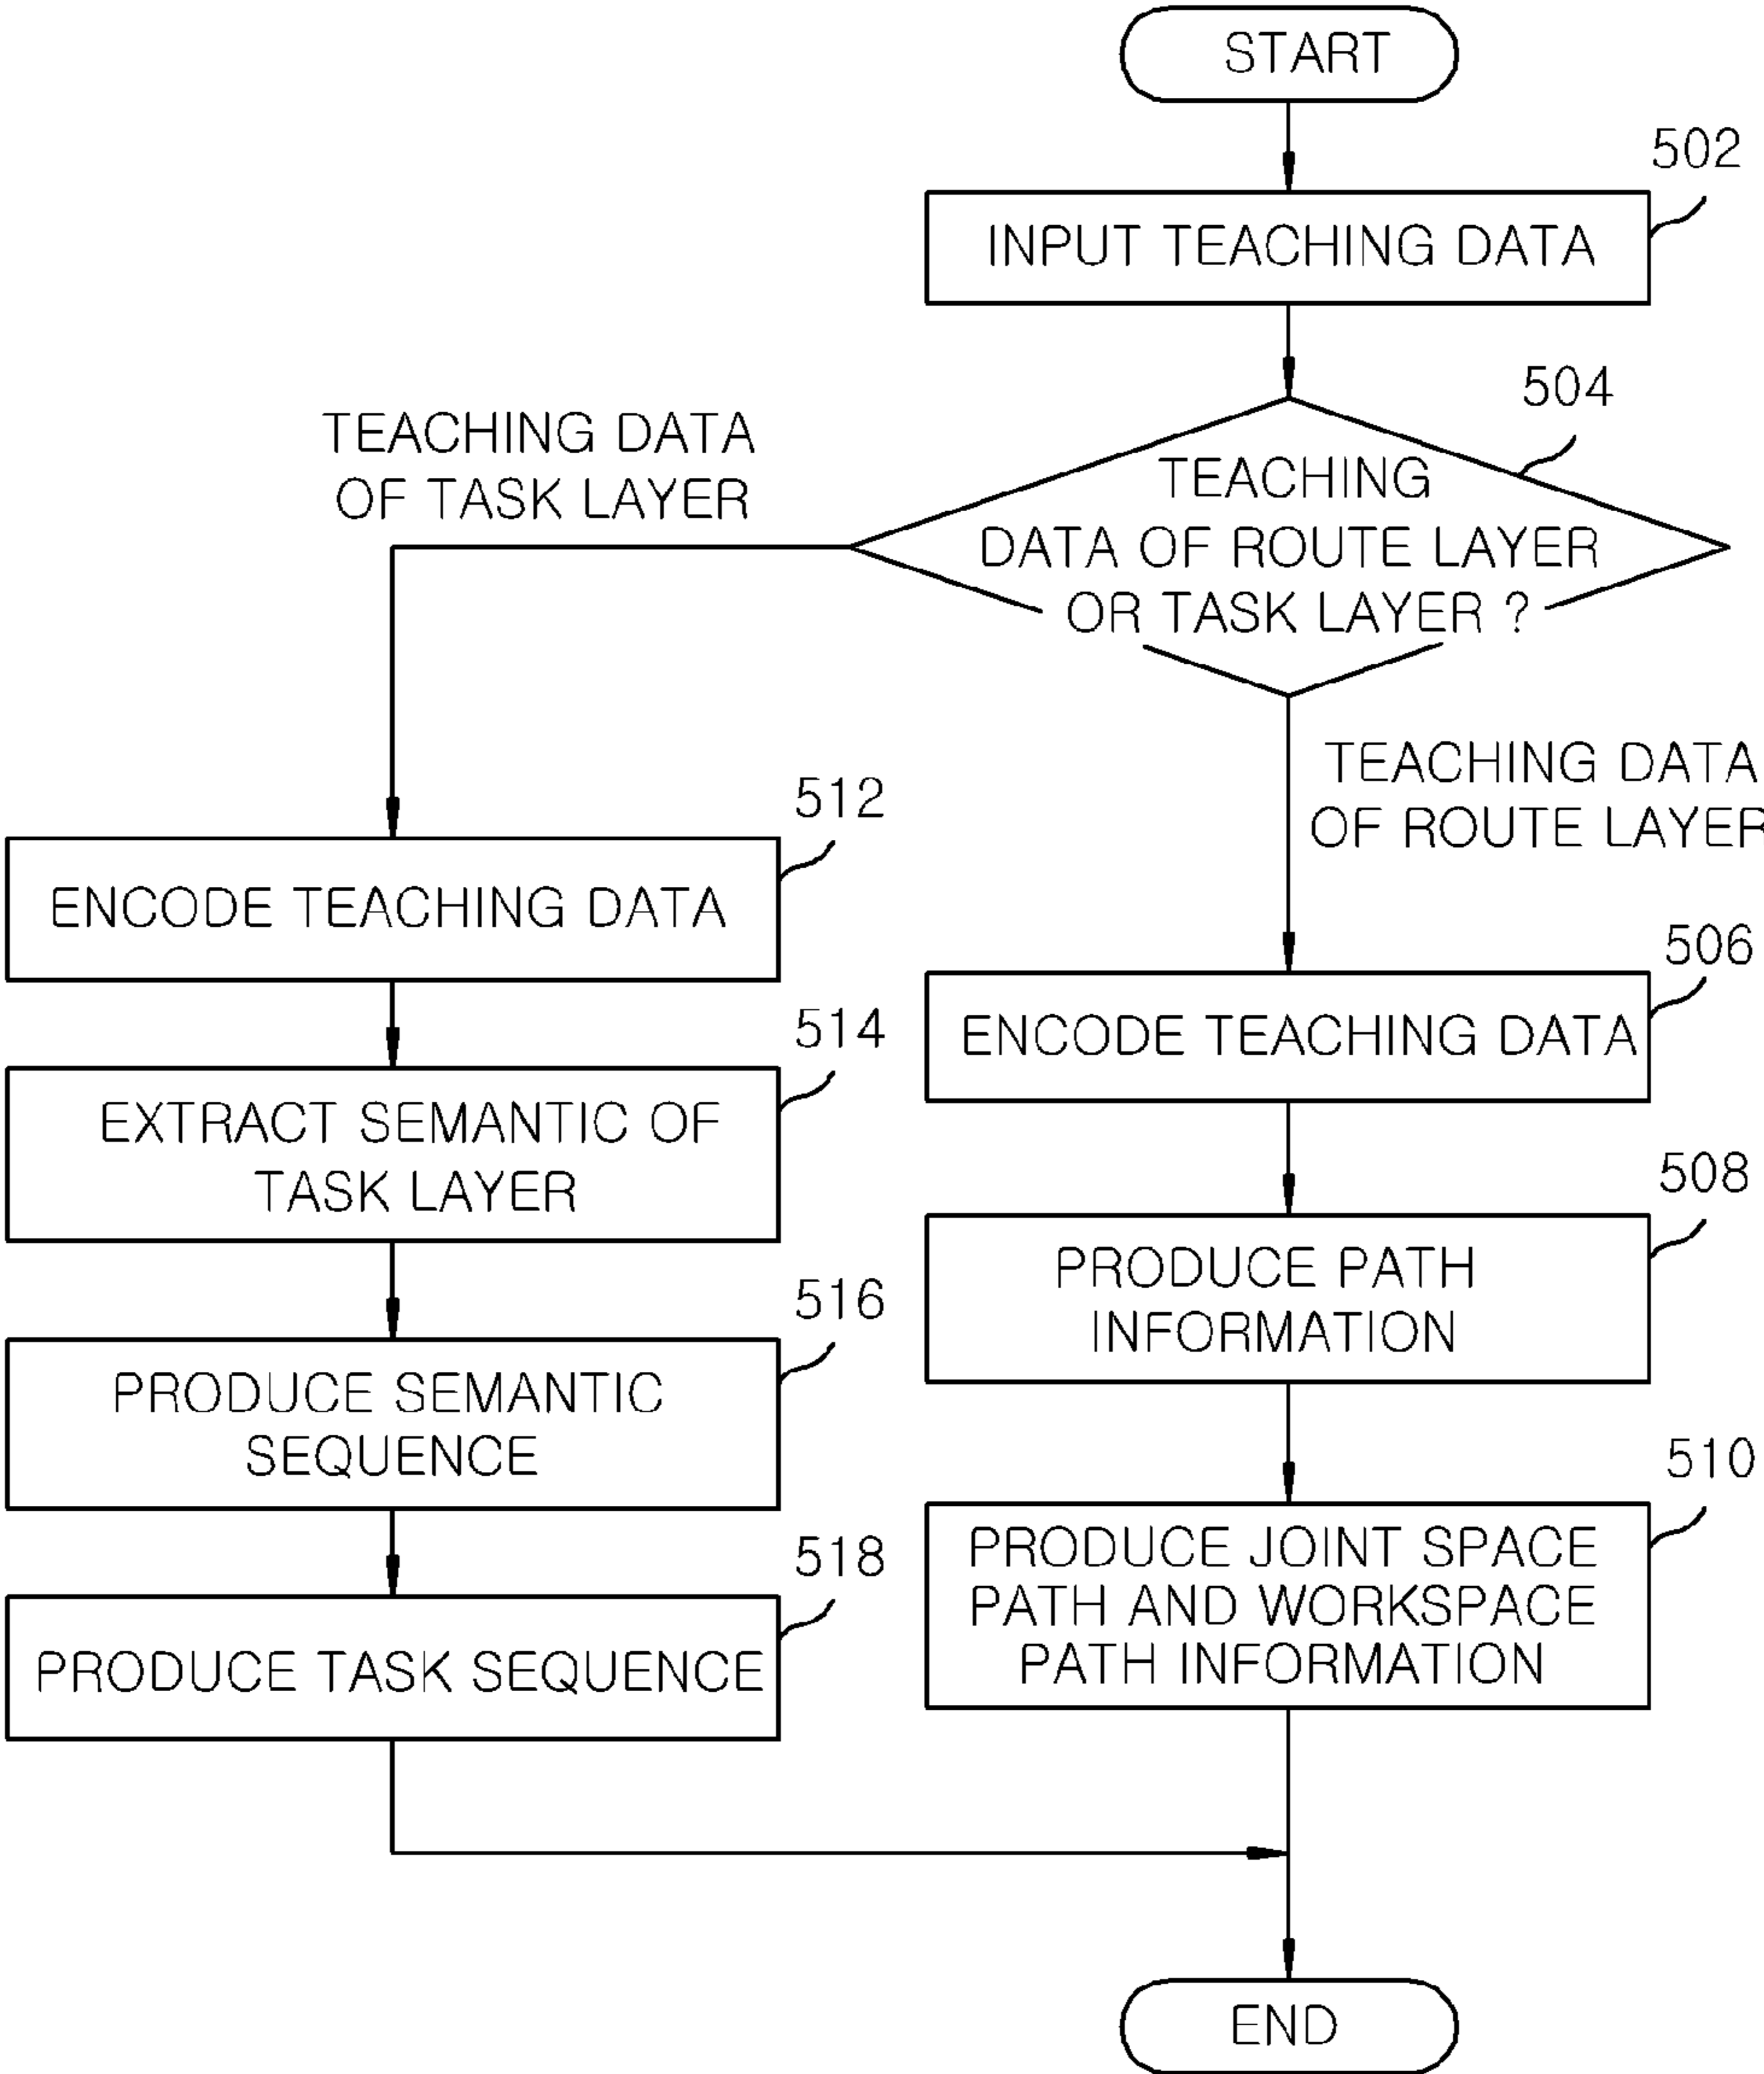 START
502
INPUT TEACHING DATA
504
TEACHING
DATA OF ROUTE LAYER
OR TASK LAYER ?
TEACHING DATA
OF TASK LAYER
TEACHING DATA
OF ROUTE LAYER
512
ENCODE TEACHING DATA
514
EXTRACT SEMANTIC OF
TASK LAYER
516
PRODUCE SEMANTIC
SEQUENCE
518
PRODUCE TASK SEQUENCE
506
ENCODE TEACHING DATA
508
PRODUCE PATH
INFORMATION
510
PRODUCE JOINT SPACE
PATH AND WORKSPACE
PATH INFORMATION
END